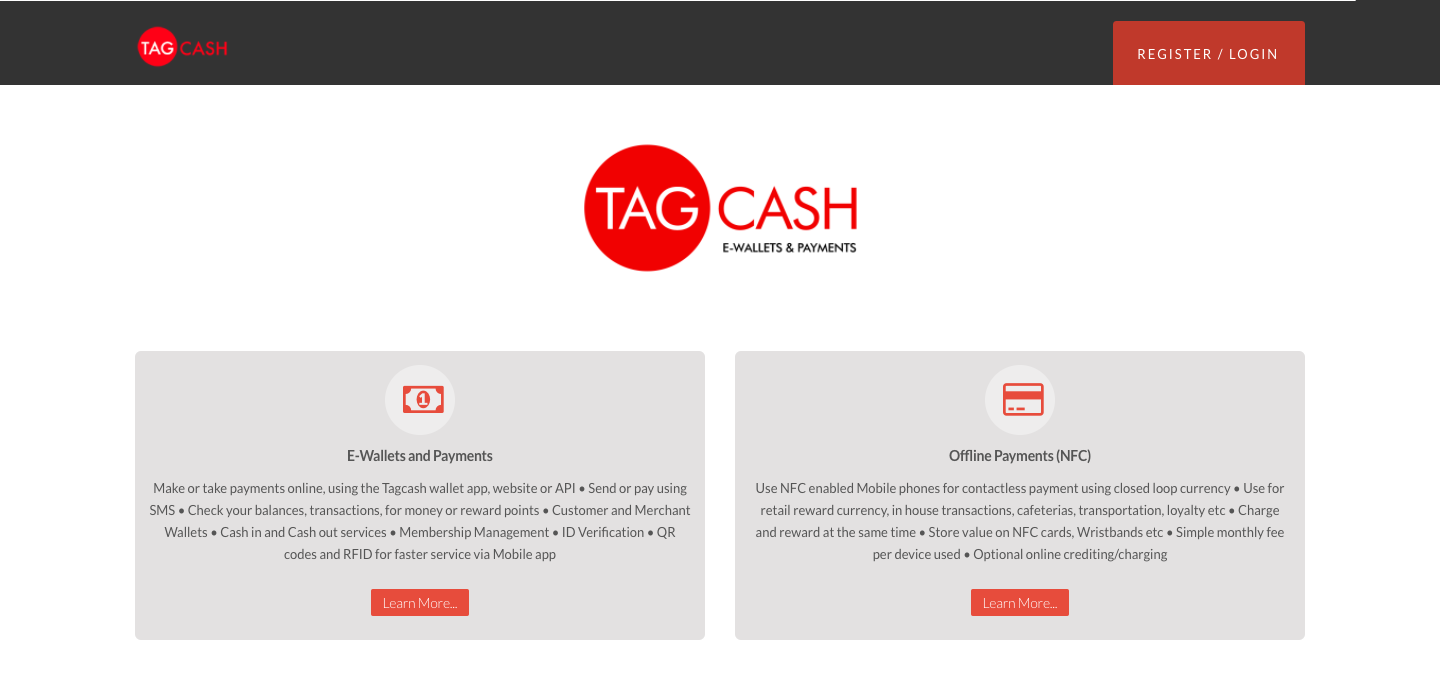 TAG CASH
REGISTER / LOGIN
TAG CASH
E-WALLETS & PAYMENTS
1
E-Wallets and Payments
Make or take payments online, using the Tagcash wallet app, website or API • Send or pay using
SMS • Check your balances, transactions, for money or reward points • Customer and Merchant
Wallets • Cash in and Cash out services • Membership Management • ID Verification • QR
codes and RFID for faster service via Mobile app
Learn More...
Offline Payments (NFC)
Use NFC enabled Mobile phones for contactless payment using closed loop currency • Use for
retail reward currency, in house transactions, cafeterias, transportation, loyalty etc • Charge
and reward at the same time • Store value on NFC cards, Wristbands etc • Simple monthly fee
per device used • Optional online crediting/charging
Learn More...